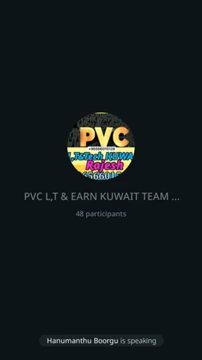 PVC
L,T&Tech,KUWA
Rajesh
PVC L,T & EARN KUWAIT TEAM ...
48 participants
Hanumanthu Boorgu is speaking